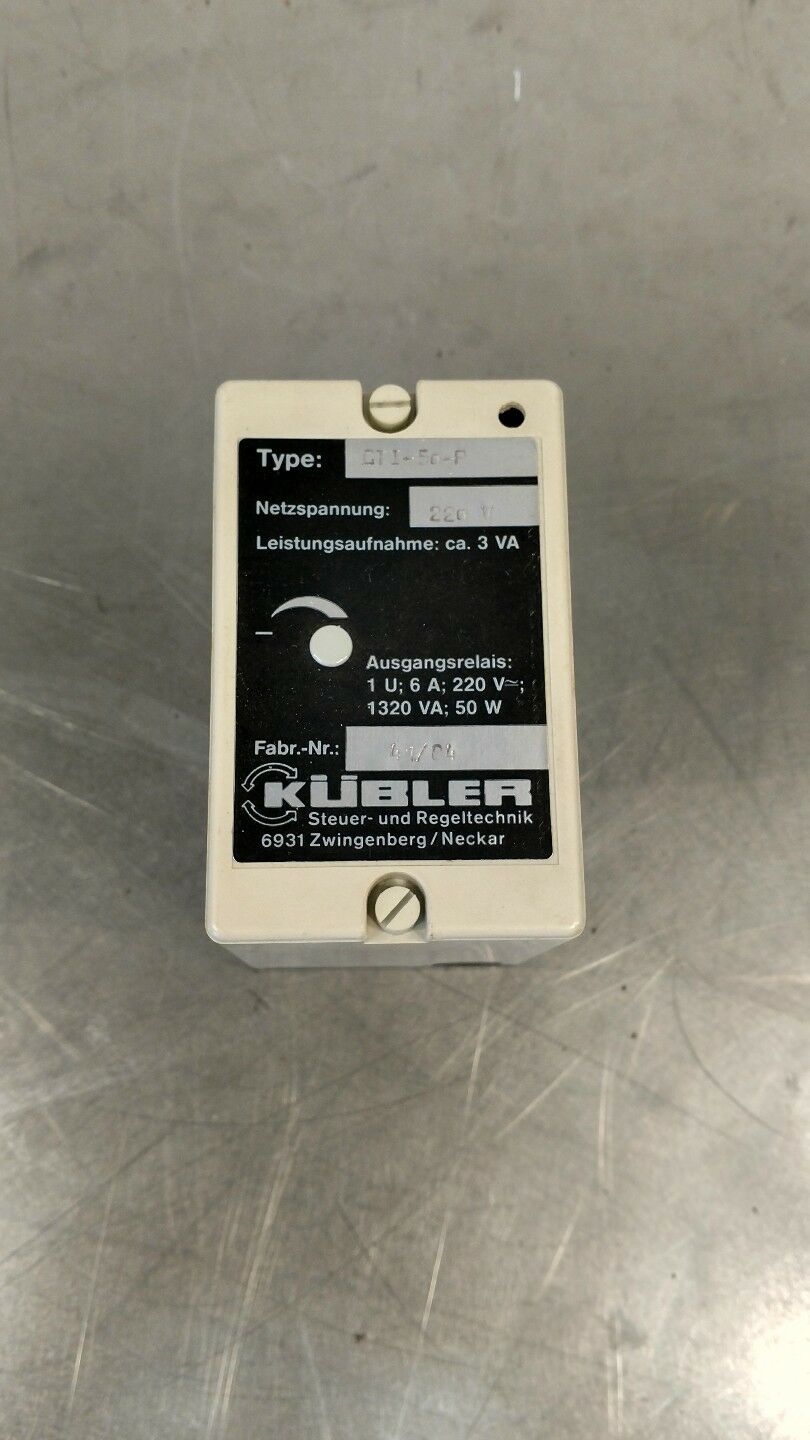 Type:
Netzspannung: 220 V
Leistungsaufnahme: ca. 3 VA
–
Ausgangsrelais:
1 U; 6 A; 220 V≃;
1320 VA; 50 W
Fabr.-Nr.:
KÜBLER
Steuer- und Regeltechnik
6931 Zwingenberg/Neckar